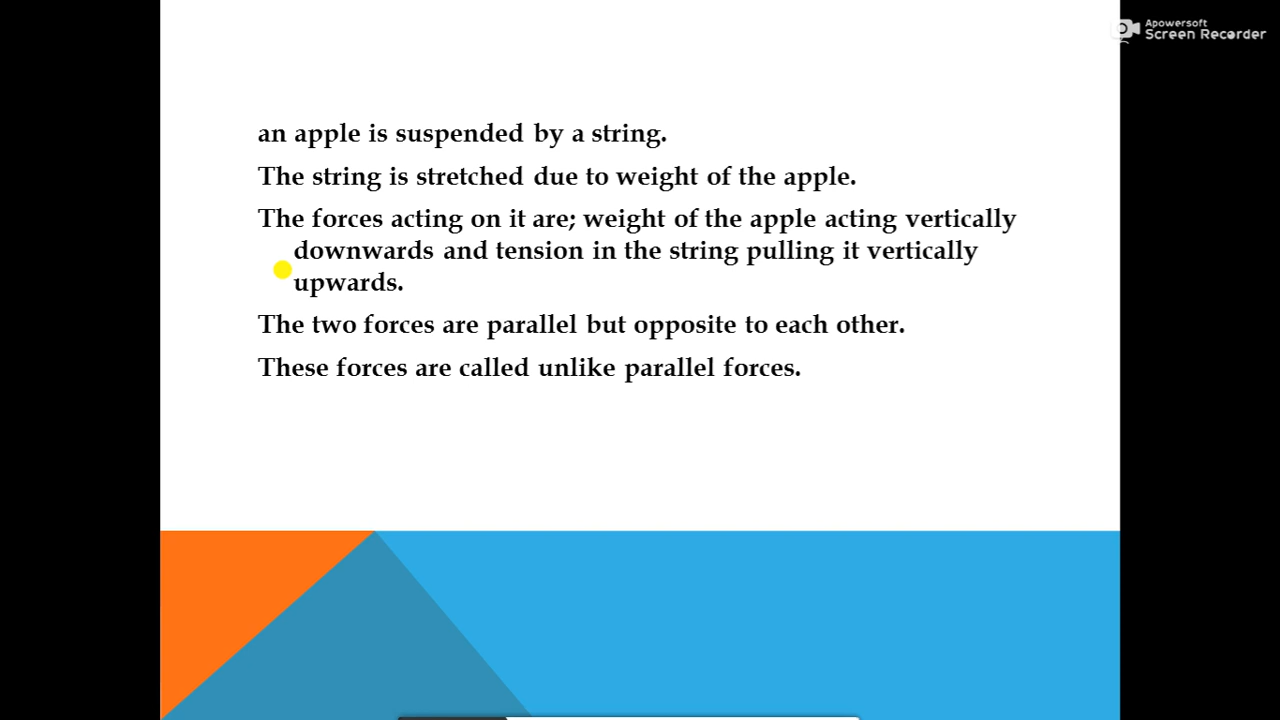 Apowersoft
Screen Recorder
an apple is suspended by a string.
The string is stretched due to weight of the apple.
The forces acting on it are; weight of the apple acting vertically
downwards and tension in the string pulling it vertically
upwards.
The two forces are parallel but opposite to each other.
These forces are called unlike parallel forces.